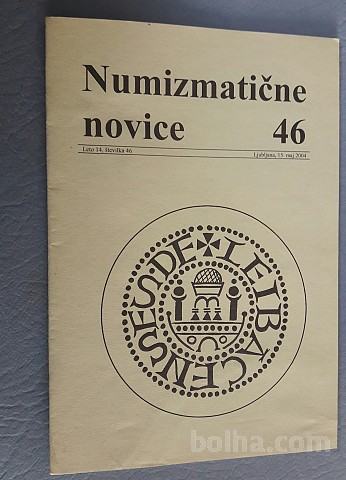 Numizmatične
novice 46
Leto 14, številka 46 Ljubljana, 15. maj 2004
DE LEIBACENSES
bolha.com